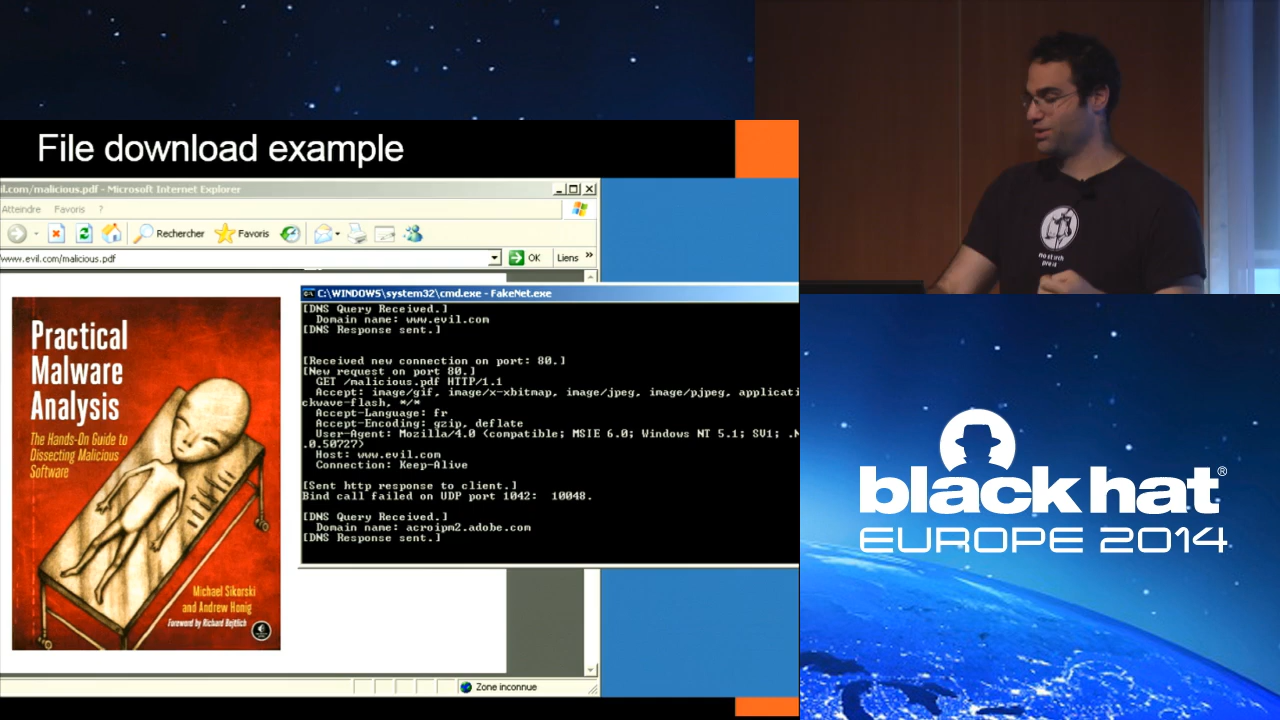 File download example
il.com/malicious.pdf - Microsoft Internet Explorer
Atteindre Favoris ?
Rechercher Favoris
www.evil.com/malicious.pdf OK Liens »
Practical
Malware
Analysis
The Hands-On Guide to
Dissecting Malicious
Software
Michael Sikorski
and Andrew Honig
Foreword by Richard Bejtlich
C:\WINDOWS\system32\cmd.exe - FakeNet.exe
[DNS Query Received.]
Domain name: www.evil.com
[DNS Response sent.]
[Received new connection on port: 80.]
[New request on port 80.]
GET /malicious.pdf HTTP/1.1
Accept: image/gif, image/x-xbitmap, image/jpeg, image/pjpeg, applicati
ckwave-flash, */*
Accept-Language: fr
Accept-Encoding: gzip, deflate
User-Agent: Mozilla/4.0 (compatible; MSIE 6.0; Windows NT 5.1; SV1; .N
.0.50727)
Host: www.evil.com
Connection: Keep-Alive
[Sent http response to client.]
Bind call failed on UDP port 1042: 10048.
[DNS Query Received.]
Domain name: acroipm2.adobe.com
[DNS Response sent.]
Zone inconnue
no starch
press
black hat®
EUROPE 2014